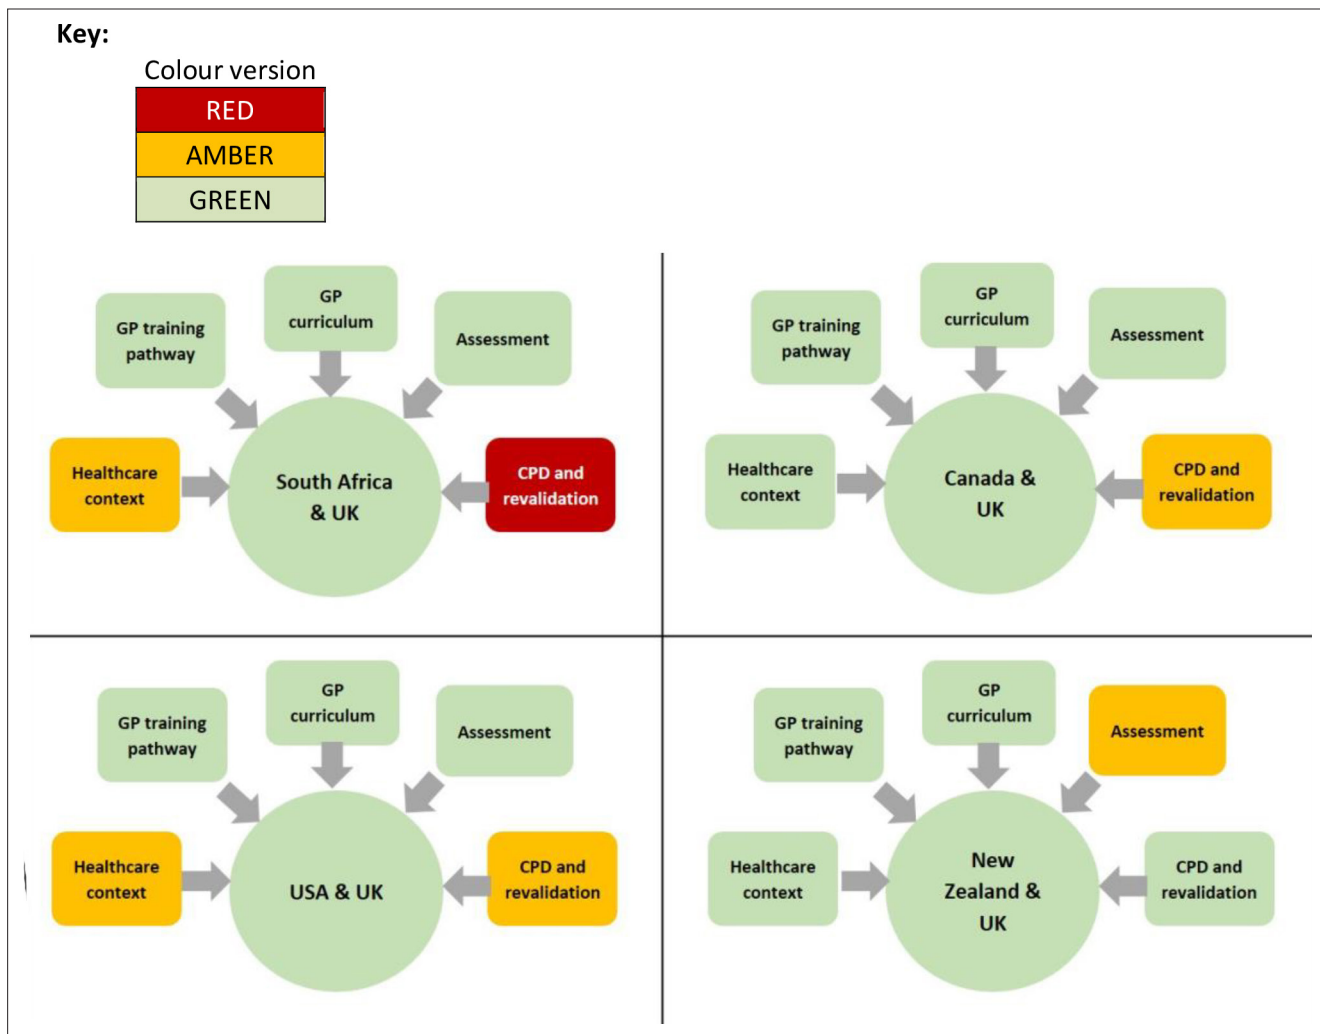 Key:
Colour version
RED
AMBER
GREEN
GP
curriculum
GP training
pathway
Assessment
Healthcare
context
South Africa
& UK
CPD and
revalidation
GP
curriculum
GP training
pathway
Assessment
Healthcare
context
Canada &
UK
CPD and
revalidation
GP
curriculum
GP training
pathway
Assessment
Healthcare
context
USA & UK
CPD and
revalidation
GP
curriculum
GP training
pathway
Assessment
Healthcare
context
New
Zealand &
UK
CPD and
revalidation